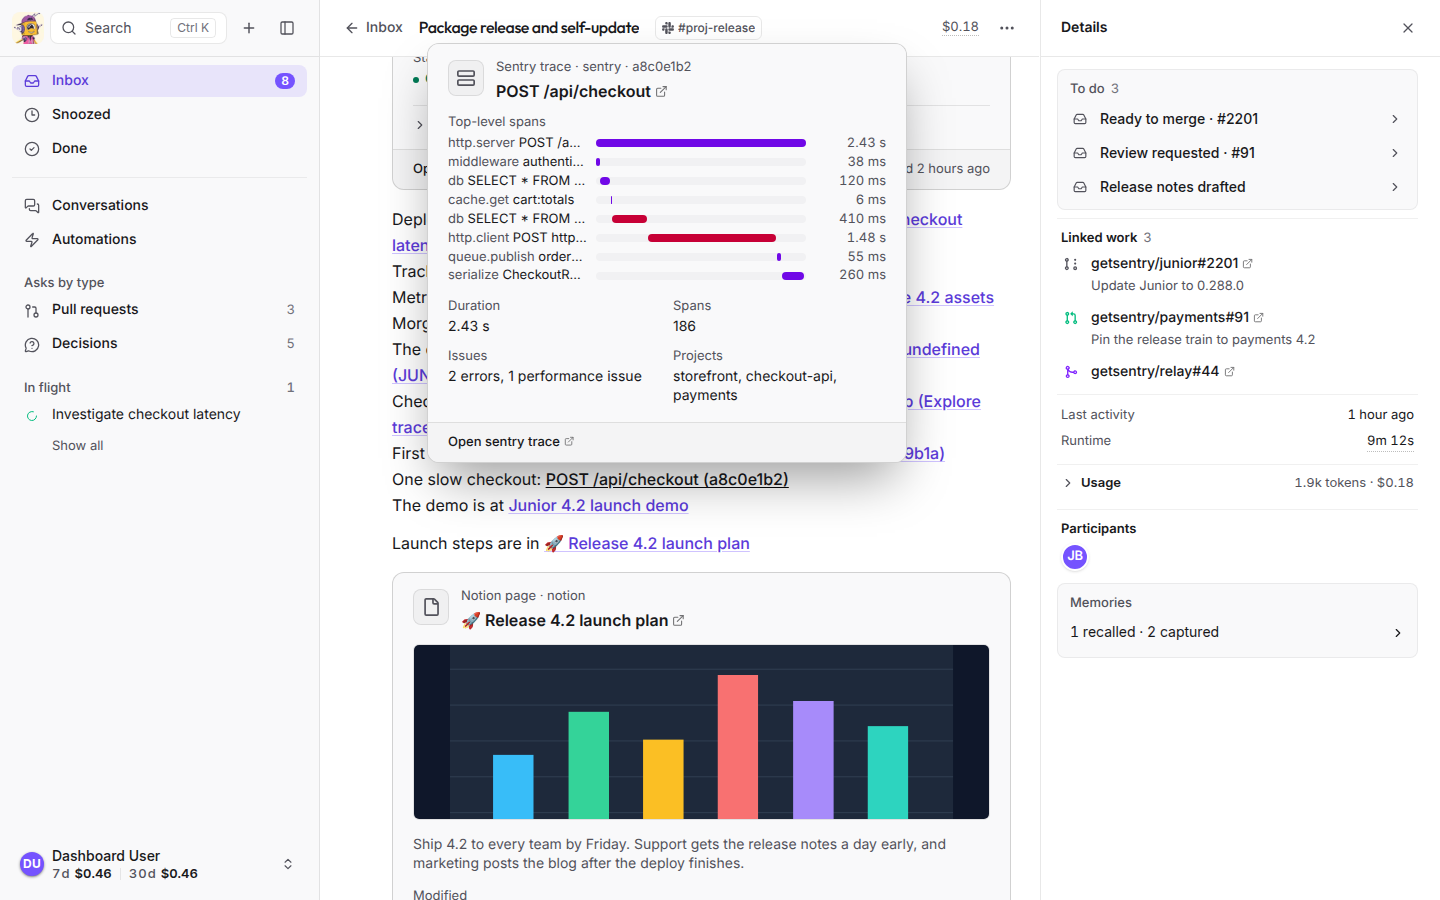 Search
Ctrl K
Inbox
8
Snoozed
Done
Conversations
Automations
Asks by type
Pull requests
3
Decisions
5
In flight
1
Investigate checkout latency
Show all
DU
Dashboard User
7d $0.46
30d $0.46
Inbox
Package release and self-update
#proj-release
$0.18
2 hours ago
Sentry trace · sentry · a8c0e1b2
POST /api/checkout
Top-level spans
http.server POST /a... 2.43 s
middleware authenti... 38 ms
db SELECT * FROM ... 120 ms
cache.get cart:totals 6 ms
db SELECT * FROM ... 410 ms
http.client POST http... 1.48 s
queue.publish order... 55 ms
serialize CheckoutR... 260 ms
Duration
2.43 s
Spans
186
Issues
2 errors, 1 performance issue
Projects
storefront, checkout-api,
payments
Open sentry trace
4.2 assets
undefined
(JUN
(Explore
trace
First
9b1a)
One slow checkout: POST /api/checkout (a8c0e1b2)
The demo is at Junior 4.2 launch demo
Launch steps are in 🚀 Release 4.2 launch plan
Notion page · notion
🚀 Release 4.2 launch plan
Ship 4.2 to every team by Friday. Support gets the release notes a day early, and
marketing posts the blog after the deploy finishes.
Modified
Details
To do 3
Ready to merge · #2201
Review requested · #91
Release notes drafted
Linked work 3
getsentry/junior#2201
Update Junior to 0.288.0
getsentry/payments#91
Pin the release train to payments 4.2
getsentry/relay#44
Last activity
1 hour ago
Runtime
9m 12s
Usage
1.9k tokens · $0.18
Participants
JB
Memories
1 recalled · 2 captured